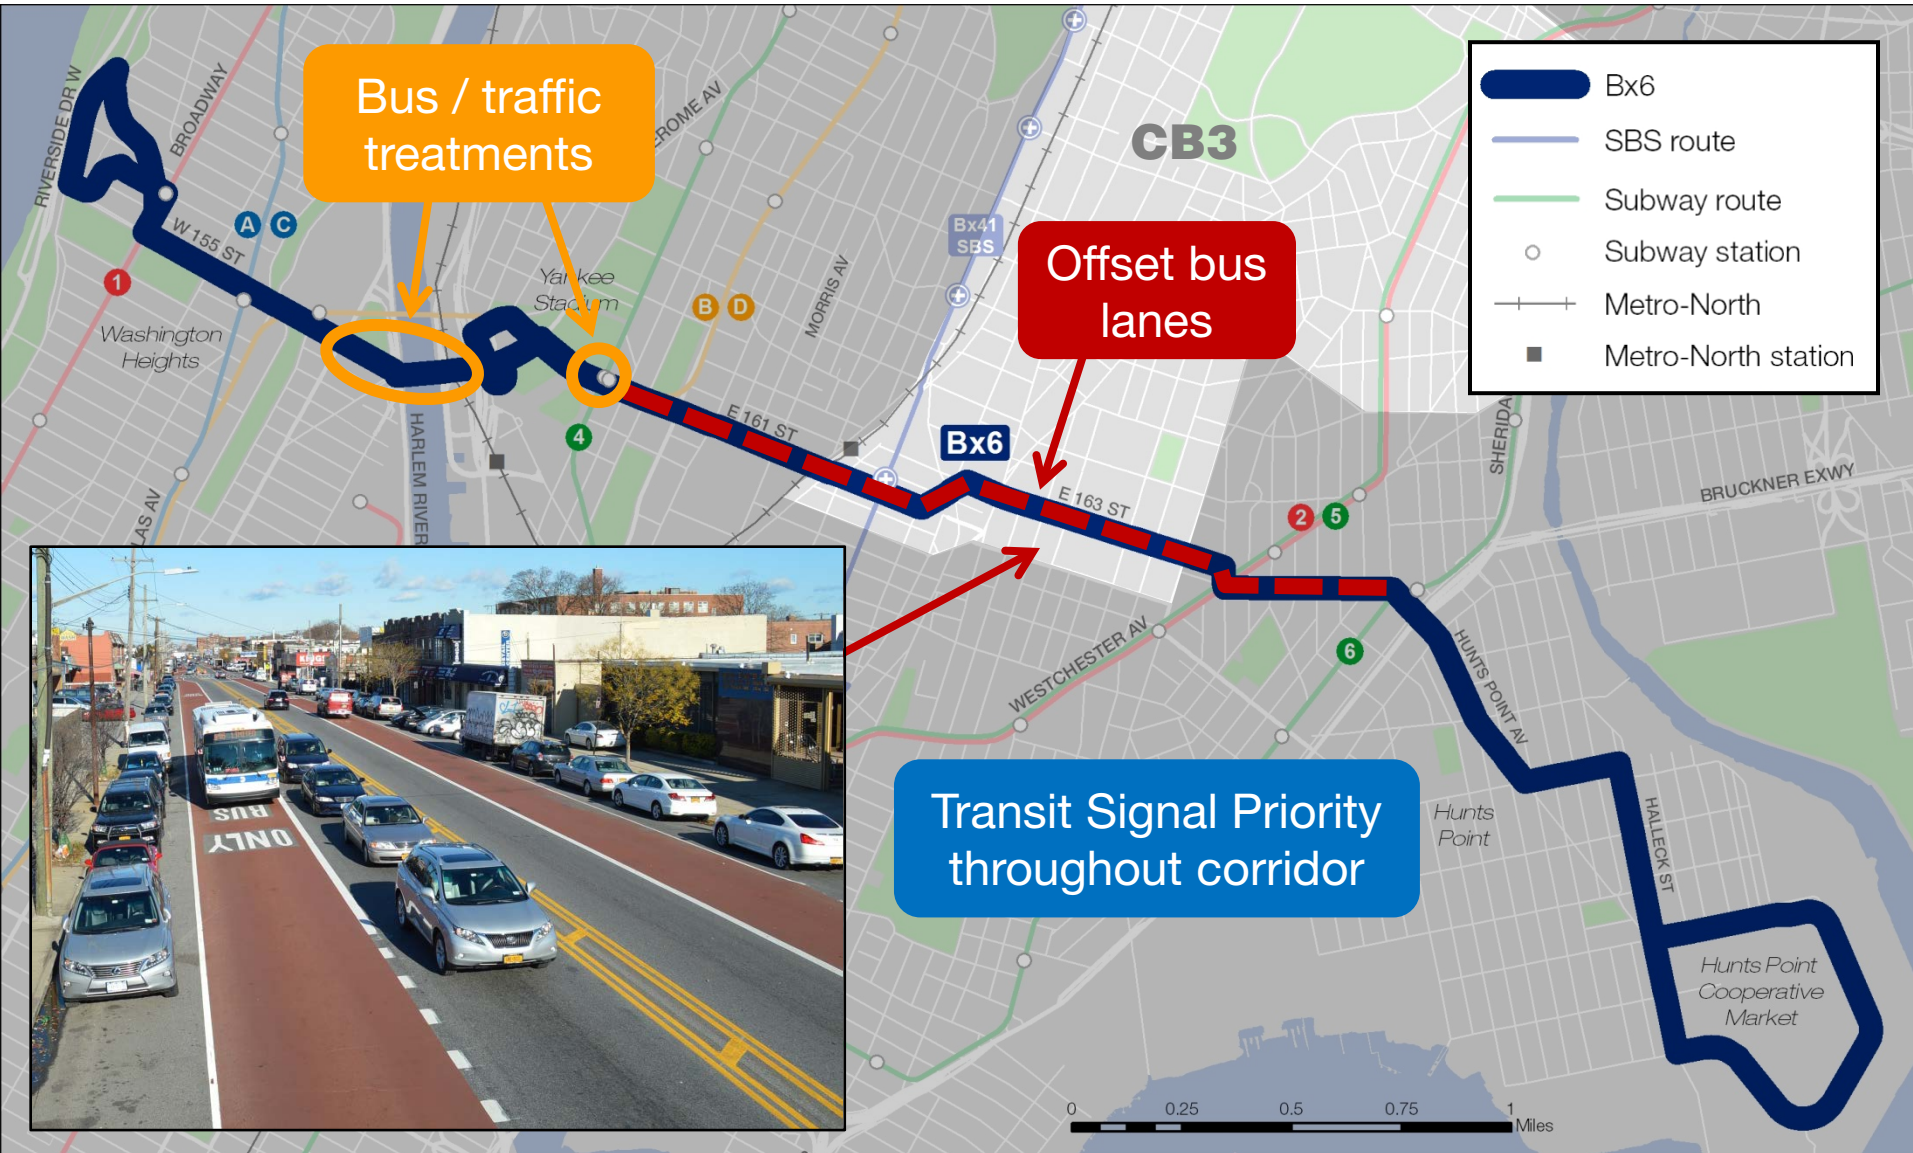 Bus / traffic
treatments
RIVERSIDE DR W
BROADWAY
W 155 ST
A
C
1
Washington
Heights
HARLEM RIVER
LAS AV
Yankee
Stadium
4
B
D
MORRIS AV
EROME AV
E 161 ST
Bx41
SBS
CB3
Offset bus
lanes
Bx6
E 163 ST
2
5
WESTCHESTER AV
6
SHERIDA
BRUCKNER EXWY
HUNTS POINT AV
Hunts
Point
HALLECK ST
Hunts Point
Cooperative
Market
Transit Signal Priority
throughout corridor
Bx6
SBS route
Subway route
Subway station
Metro-North
Metro-North station
BUS
ONLY
0
0.25
0.5
0.75
1
Miles